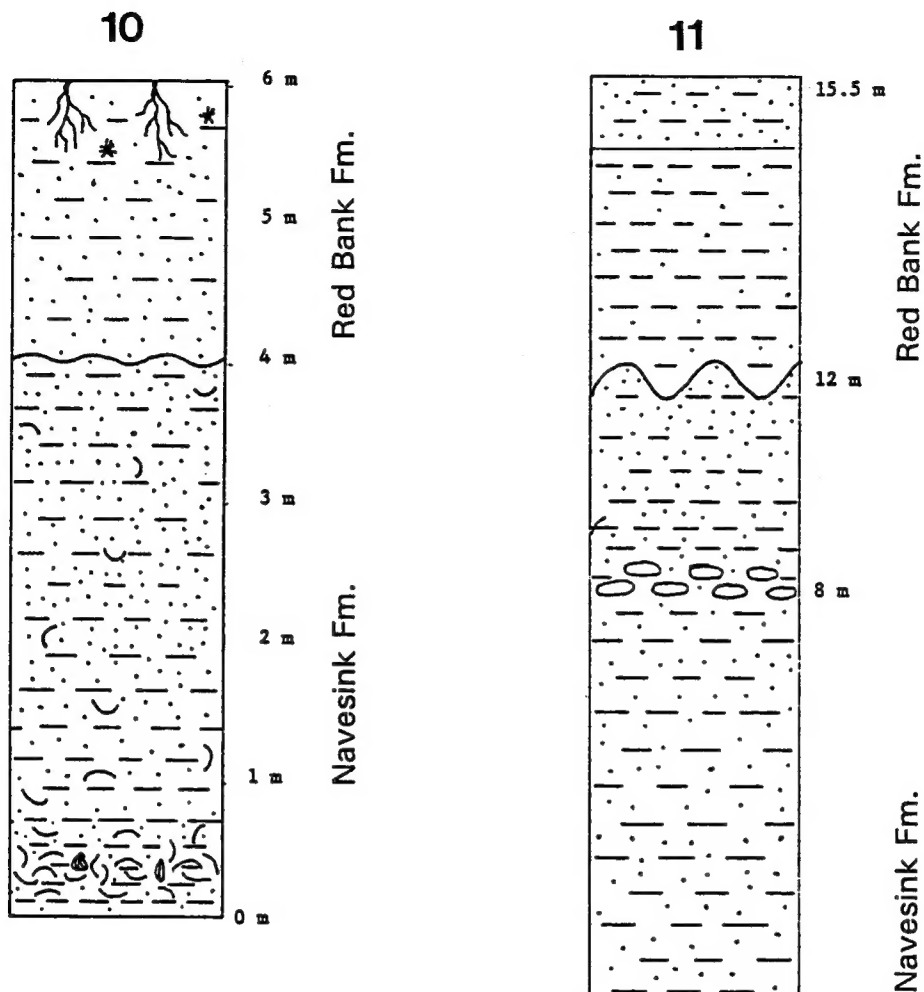 10
6 m
5 m
4 m
3 m
2 m
1 m
0 m
Red Bank Fm.
Navesink Fm.
11
15.5 m
12 m
8 m
Red Bank Fm.
Navesink Fm.